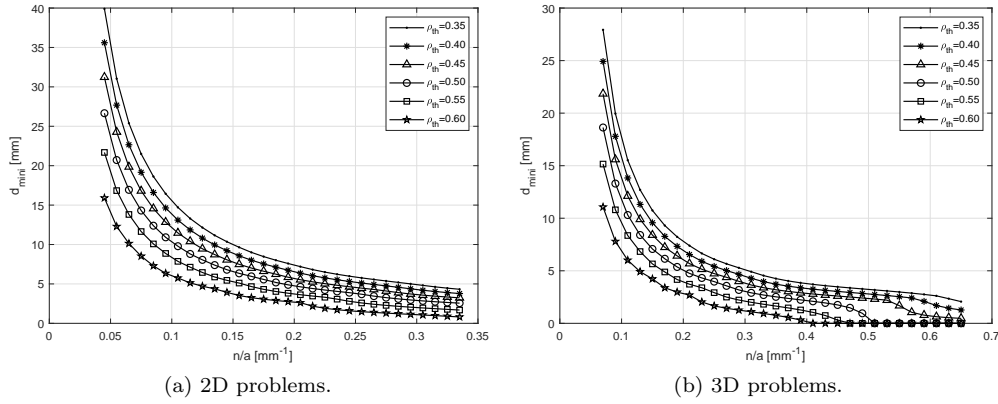 40
35
30
25
20
15
10
5
0
d_mini [mm]
0 0.05 0.1 0.15 0.2 0.25 0.3 0.35
n/a [mm⁻¹]
ρ_th=0.35
ρ_th=0.40
ρ_th=0.45
ρ_th=0.50
ρ_th=0.55
ρ_th=0.60
(a) 2D problems.
30
25
20
15
10
5
0
d_mini [mm]
0 0.1 0.2 0.3 0.4 0.5 0.6 0.7
n/a [mm⁻¹]
ρ_th=0.35
ρ_th=0.40
ρ_th=0.45
ρ_th=0.50
ρ_th=0.55
ρ_th=0.60
(b) 3D problems.